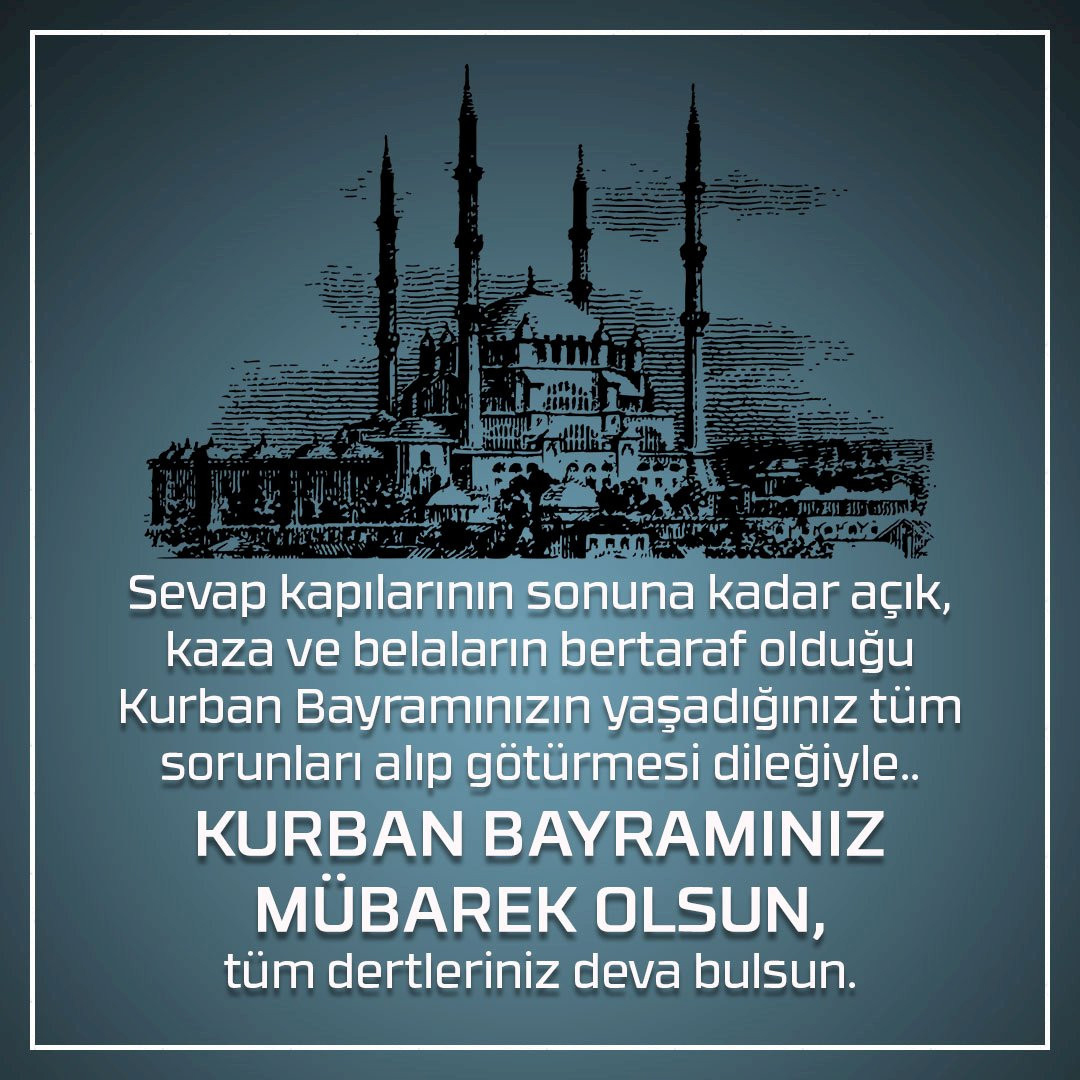 Sevap kapılarının sonuna kadar açık,
kaza ve belaların bertaraf olduğu
Kurban Bayramınızın yaşadığınız tüm
sorunları alıp götürmesi dileğiyle..
KURBAN BAYRAMINIZ
MÜBAREK OLSUN,
tüm dertleriniz deva bulsun.